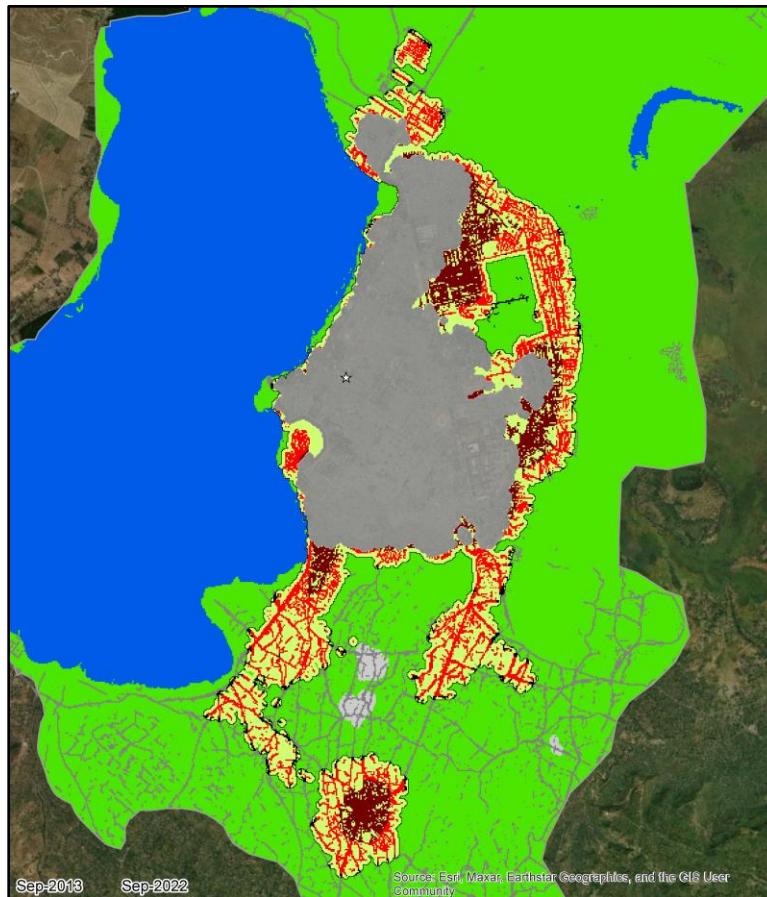 Sep-2013 Sep-2022
Source: Esri, Maxar, Earthstar Geographics, and the GIS User
Community